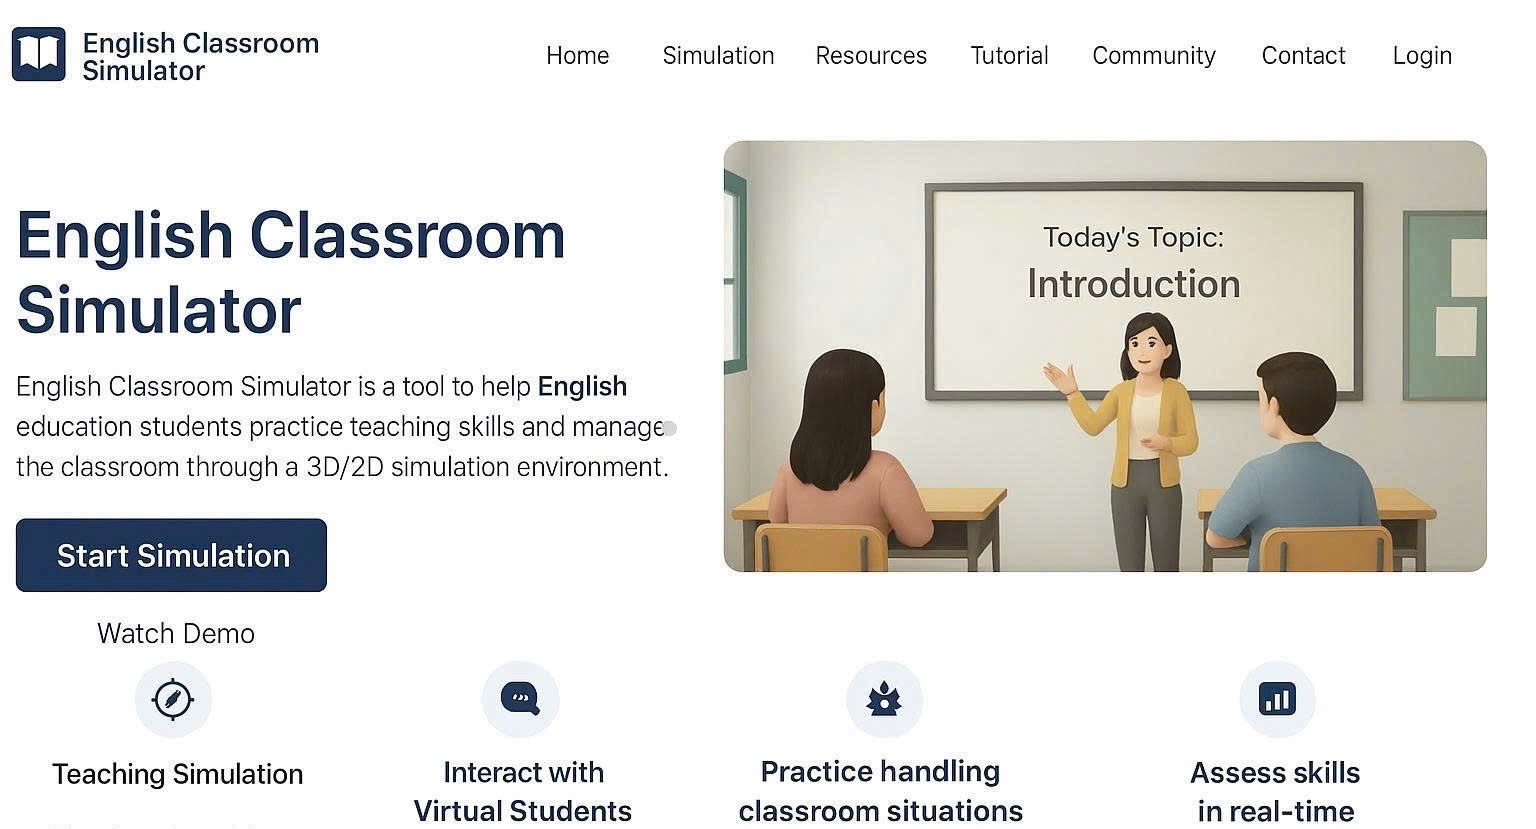 English Classroom
Simulator
Home Simulation Resources Tutorial Community Contact Login
English Classroom
Simulator
English Classroom Simulator is a tool to help English
education students practice teaching skills and manage
the classroom through a 3D/2D simulation environment.
Start Simulation
Watch Demo
Today's Topic:
Introduction
Teaching Simulation
Interact with
Virtual Students
Practice handling
classroom situations
Assess skills
in real-time